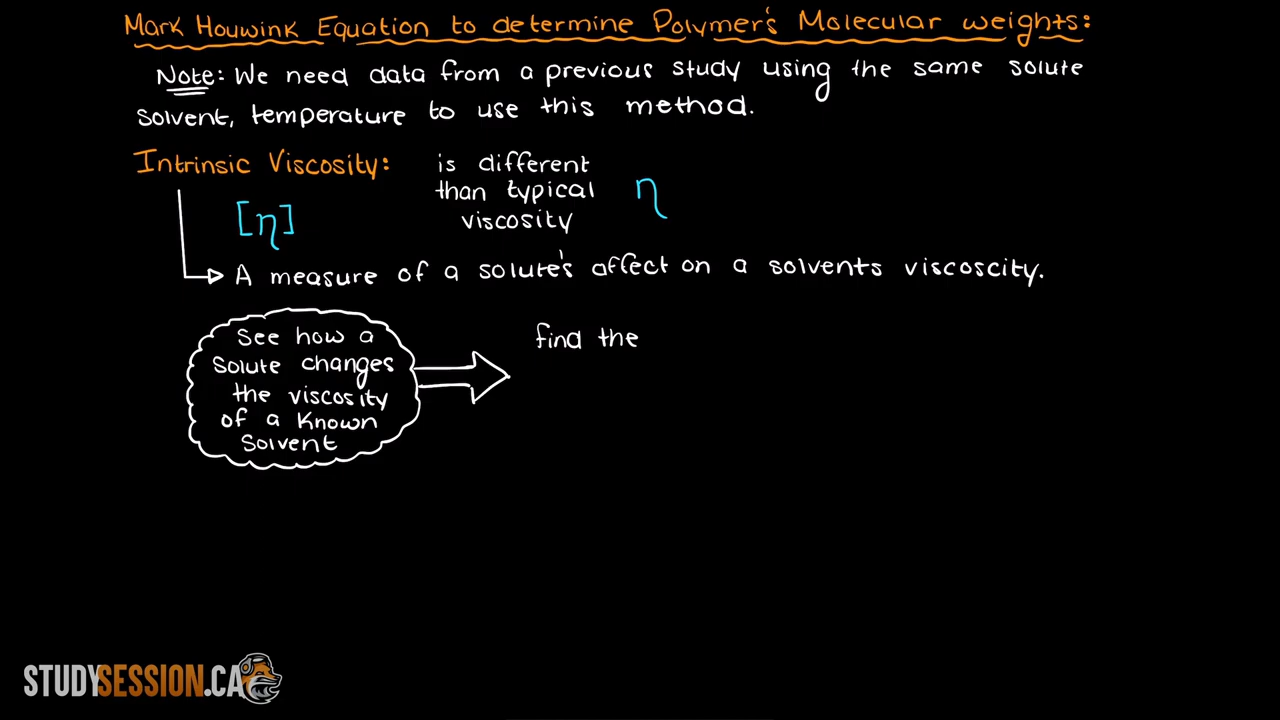 Mark Houwink Equation to determine Polymer's Molecular weights:
Note: We need data from a previous study using the same solute
solvent, temperature to use this method.
Intrinsic Viscosity:
is different
than typical
viscosity
η
[η]
A measure of a solute's affect on a solvents viscoscity.
See how a
solute changes
the viscosity
of a known
solvent
find the
STUDYSESSION.CA